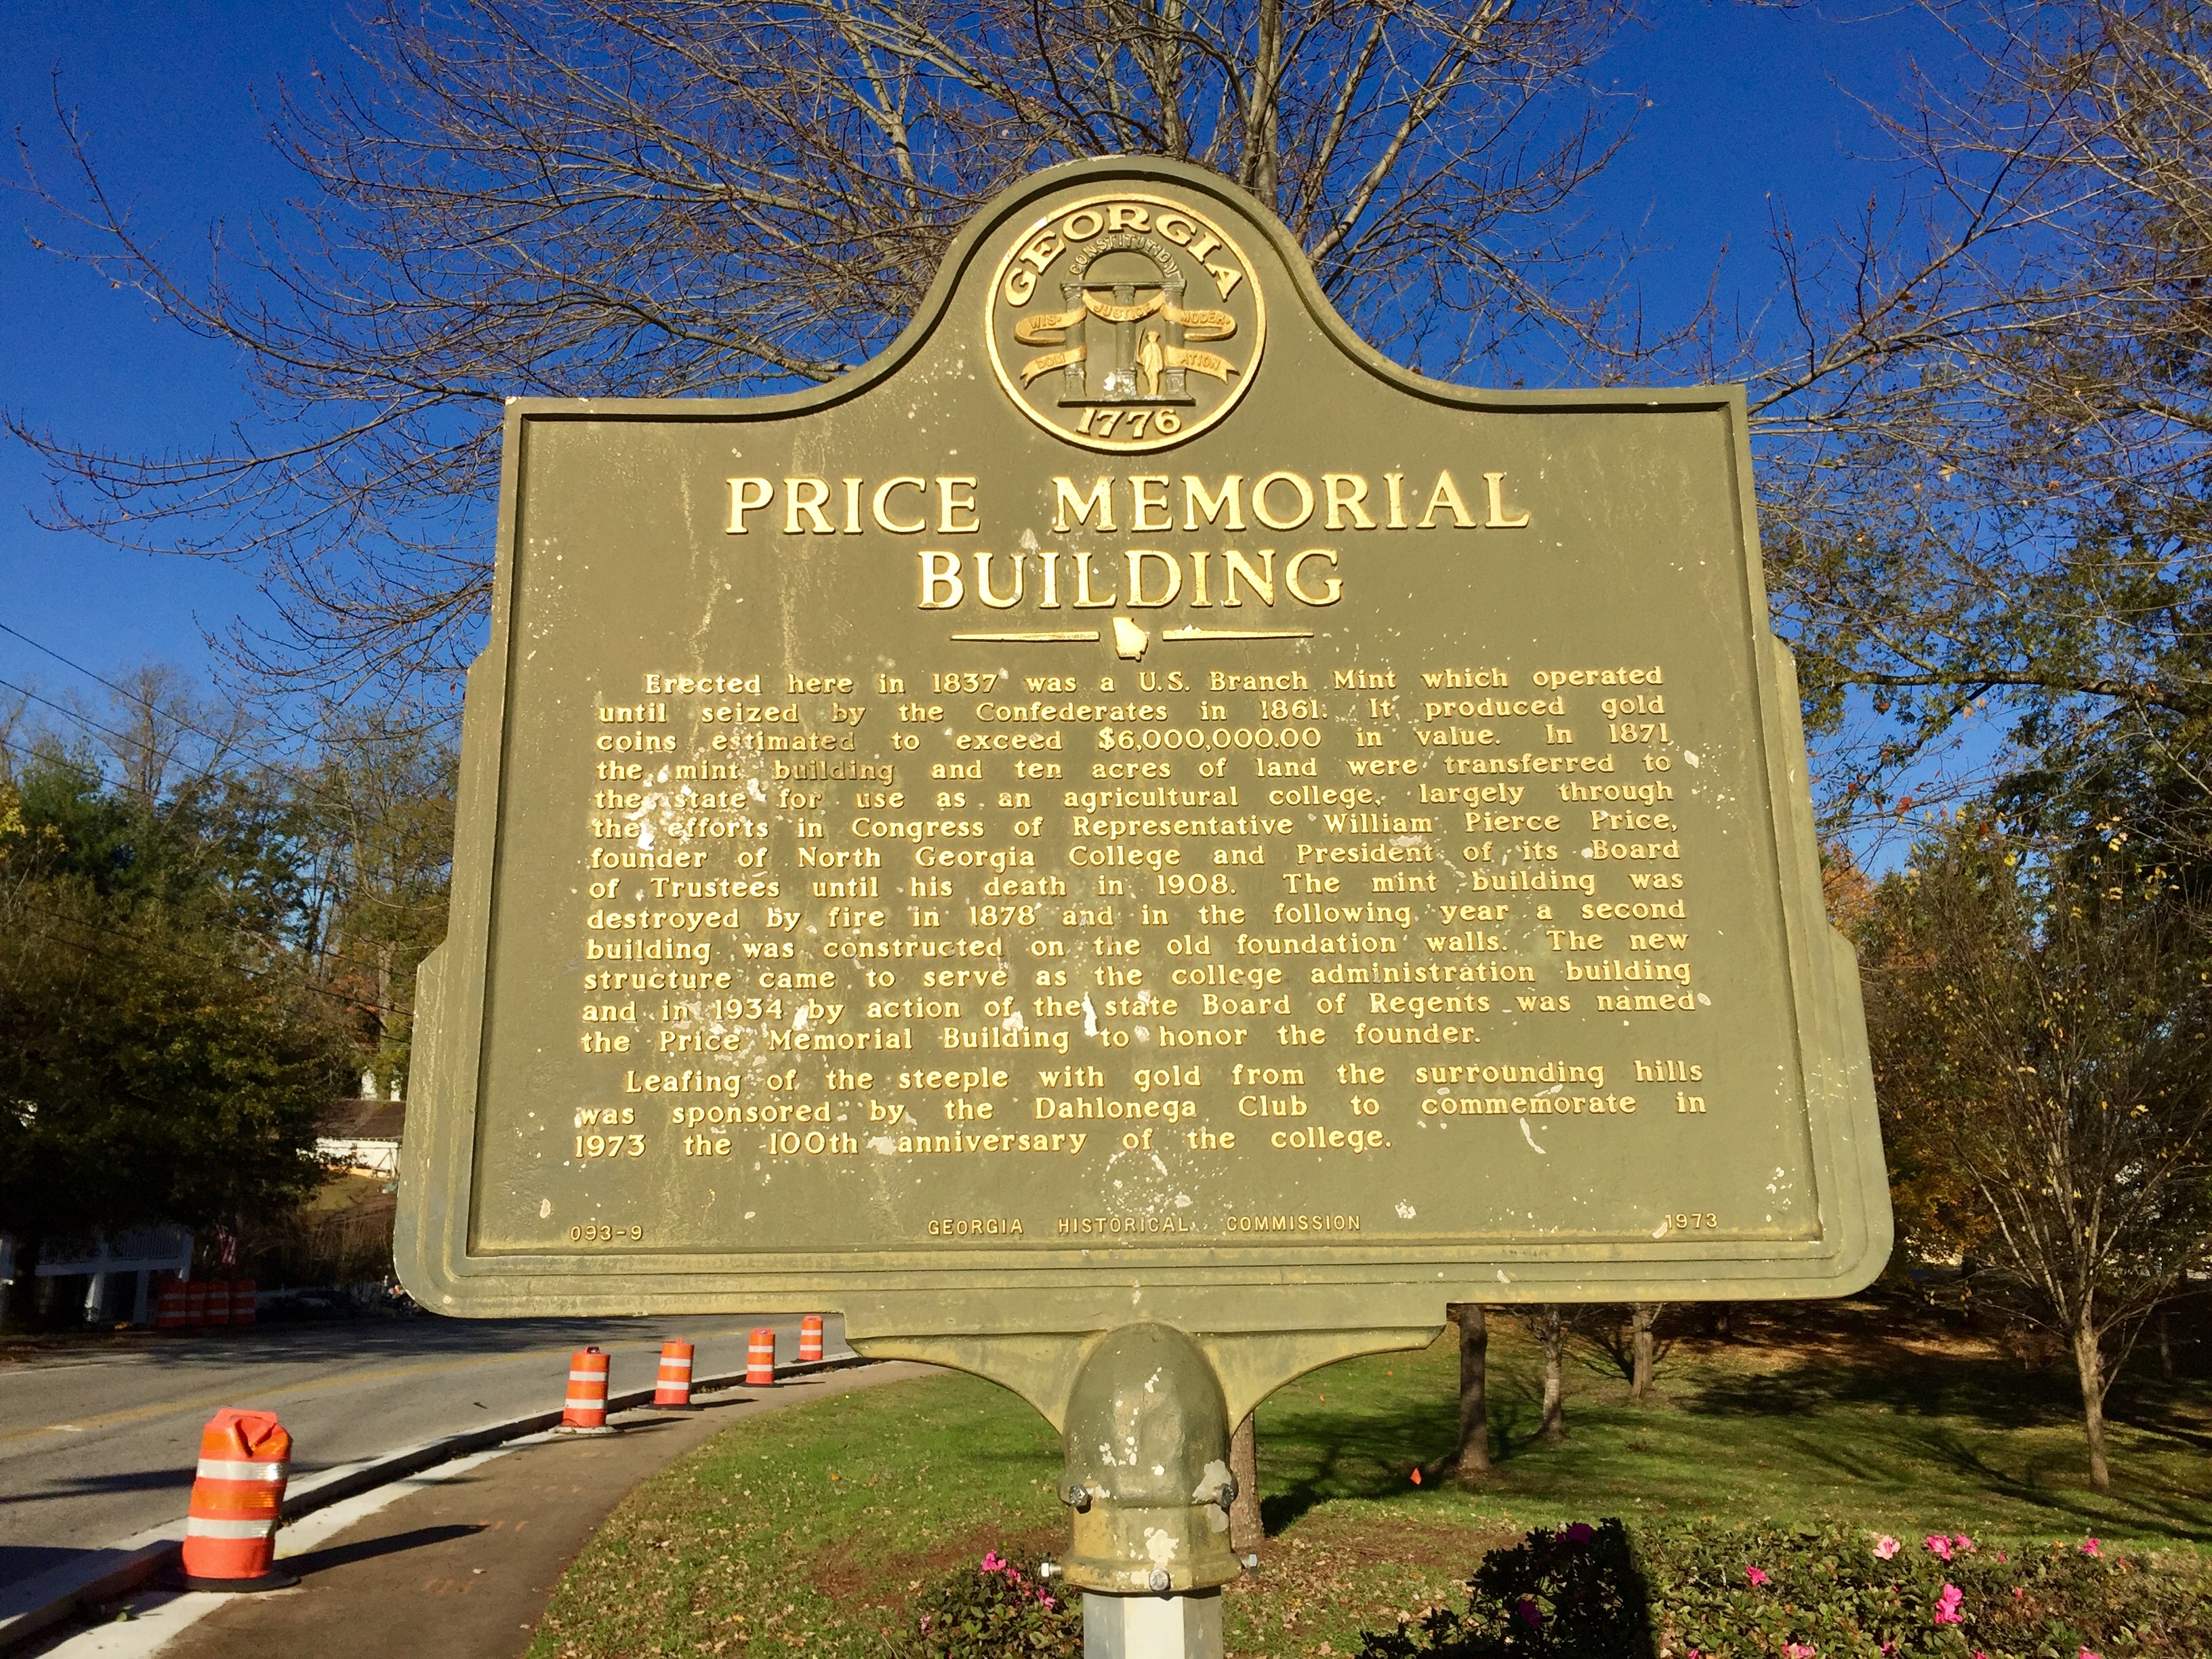 GEORGIA
CONSTITUTION
WIS- JUSTICE MODER-
DOM ATION
1776
PRICE MEMORIAL
BUILDING
Erected here in 1837 was a U.S. Branch Mint which operated
until seized by the Confederates in 1861. It produced gold
coins estimated to exceed $6,000,000.00 in value. In 1871
the mint building and ten acres of land were transferred to
the state for use as an agricultural college, largely through
the efforts in Congress of Representative William Pierce Price,
founder of North Georgia College and President of its Board
of Trustees until his death in 1908. The mint building was
destroyed by fire in 1878 and in the following year a second
building was constructed on the old foundation walls. The new
structure came to serve as the college administration building
and in 1934 by action of the state Board of Regents was named
the Price Memorial Building to honor the founder.
Leafing of the steeple with gold from the surrounding hills
was sponsored by the Dahlonega Club to commemorate in
1973 the 100th anniversary of the college.
093-9 GEORGIA HISTORICAL COMMISSION 1973